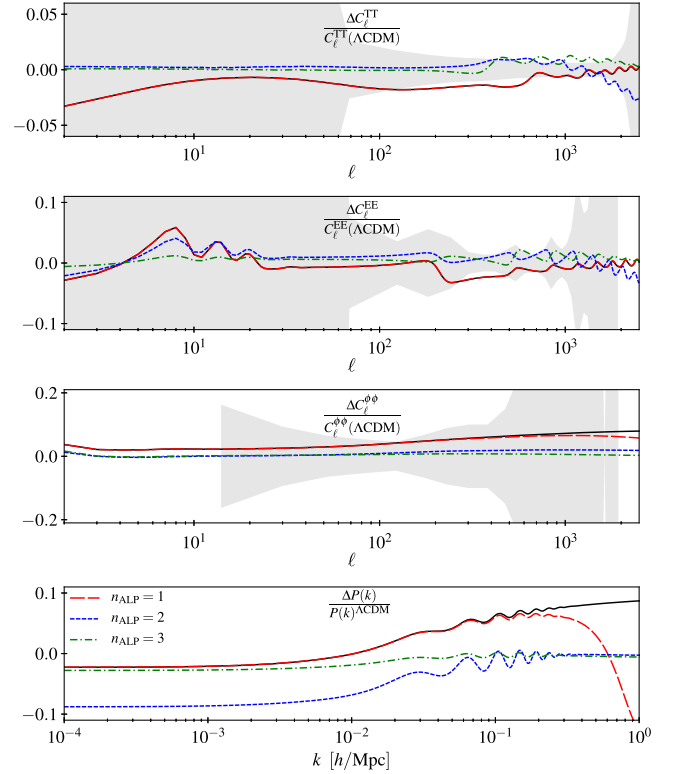 0.05
0.00
−0.05
ΔC_ℓ^TT
C_ℓ^TT(ΛCDM)
10^1 10^2 10^3
ℓ
0.1
0.0
−0.1
ΔC_ℓ^EE
C_ℓ^EE(ΛCDM)
10^1 10^2 10^3
ℓ
0.2
0.0
−0.2
ΔC_ℓ^ϕϕ
C_ℓ^ϕϕ(ΛCDM)
10^1 10^2 10^3
ℓ
0.1
0.0
−0.1
ΔP(k)
P(k)^ΛCDM
n_ALP = 1
n_ALP = 2
n_ALP = 3
10^−4 10^−3 10^−2 10^−1 10^0
k [h/Mpc]